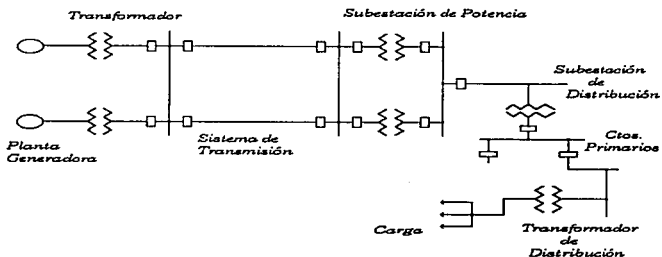 Transformador
Subestación de Potencia
Subestación
de
Distribución
Planta
Generadora
Sistema de
Transmisión
Ctos.
Primarios
Carga
Transformador
de
Distribución